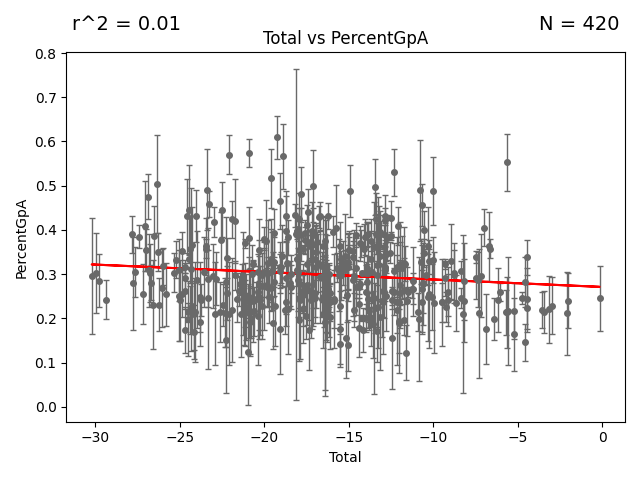 r^2 = 0.01
N = 420
Total vs PercentGpA
PercentGpA
0.8
0.7
0.6
0.5
0.4
0.3
0.2
0.1
0.0
−30 −25 −20 −15 −10 −5 0
Total